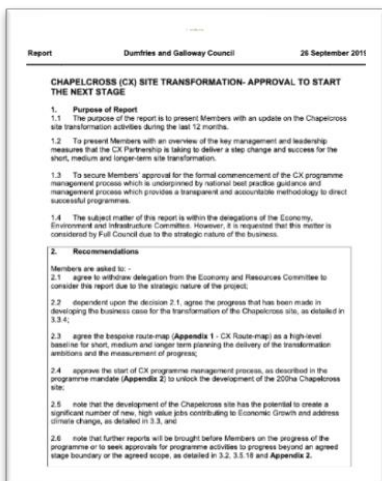 Report Dumfries and Galloway Council 26 September 2019
CHAPELCROSS (CX) SITE TRANSFORMATION- APPROVAL TO START
THE NEXT STAGE
1. Purpose of Report
1.1 The purpose of the report is to present Members with an update on the Chapelcross
site transformation activities during the last 12 months.
1.2 To present Members with an overview of the key management and leadership
measures that the CX Partnership is taking to deliver a step change and success for the
short, medium and longer-term site transformation.
1.3 To secure Members' approval for the formal commencement of the CX programme
management process which is underpinned by national best practice guidance and
management process which provides a transparent and accountable methodology to direct
successful programmes.
1.4 The subject matter of this report is within the delegations of the Economy,
Environment and Infrastructure Committee. However, it is requested that this matter is
considered by Full Council due to the strategic nature of the business.
2. Recommendations
Members are asked to: -
2.1 agree to withdraw delegation from the Economy and Resources Committee to
consider this report due to the strategic nature of the project;
2.2 dependent upon the decision 2.1, agree the progress that has been made in
developing the business case for the transformation of the Chapelcross site, as detailed in
3.3.4;
2.3 agree the bespoke route-map (Appendix 1 - CX Route-map) as a high-level
baseline for short, medium and longer term planning the delivery of the transformation
ambitions and the measurement of progress;
2.4 approve the start of CX programme management process, as described in the
programme mandate (Appendix 2) to unlock the development of the 200ha Chapelcross
site;
2.5 note that the development of the Chapelcross site has the potential to create a
significant number of new, high value jobs contributing to Economic Growth and address
climate change, as detailed in 3.3, and
2.6 note that further reports will be brought before Members on the progress of the
programme or to seek approvals for programme activities to progress beyond an agreed
stage boundary or the agreed scope, as detailed in 3.2, 3.5.18 and Appendix 2.